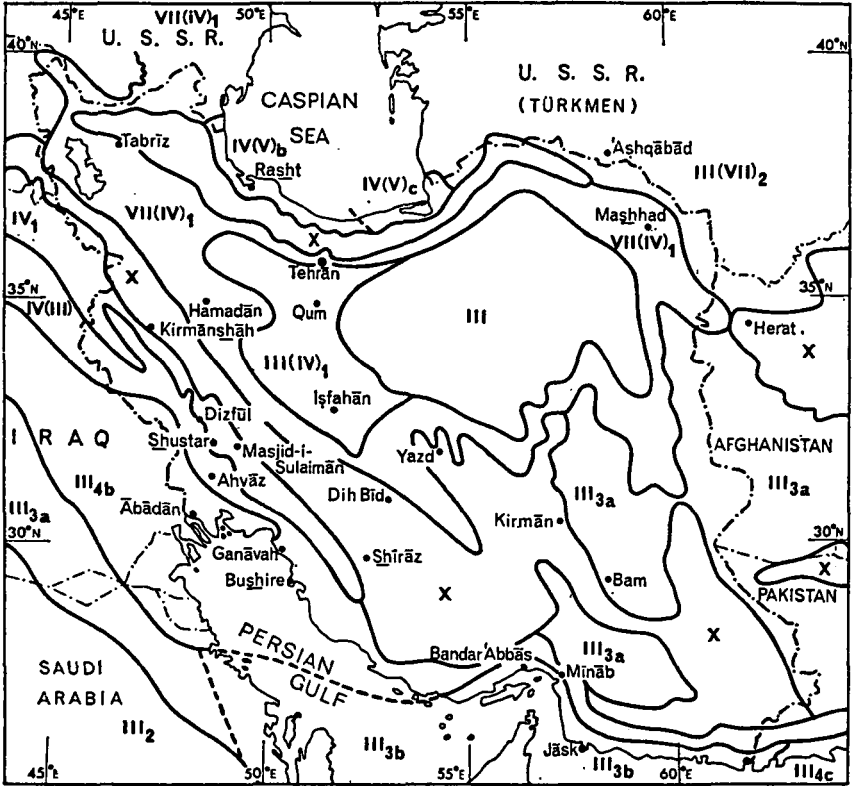 45°E
VII(IV)₁
50°E
55°E
60°E
40°N
U. S. S. R.
40°N
CASPIAN
SEA
U. S. S. R.
(TÜRKMEN)
Tabrīz
IV(V)b
Rasht
'Ashqābād
III(VII)₂
IV(V)c
IV₁
VII(IV)₁
Mashhad
VII(IV)₁
X
Tehrān
35°N
X
35°N
IV(III)
Hamadān
Kirmānshāh
Qum
III
Herat
X
III(IV)₁
Iṣfahān
Dizfūl
IRAQ
Shustar
Masjid-i-
Sulaimān
Yazd
AFGHANISTAN
III4b
Ahvāz
Dih Bīd
III3a
III3a
III3a
Ābādān
Kirmān
30°N
30°N
Ganāvah
Shīrāz
X
Bushire
Bam
X
PAKISTAN
X
PERSIAN
GULF
Bandar 'Abbās
III3a
Mīnāb
SAUDI
ARABIA
III₂
III3b
Jāsk
III3b
III4c
45°E
50°E
55°E
60°E